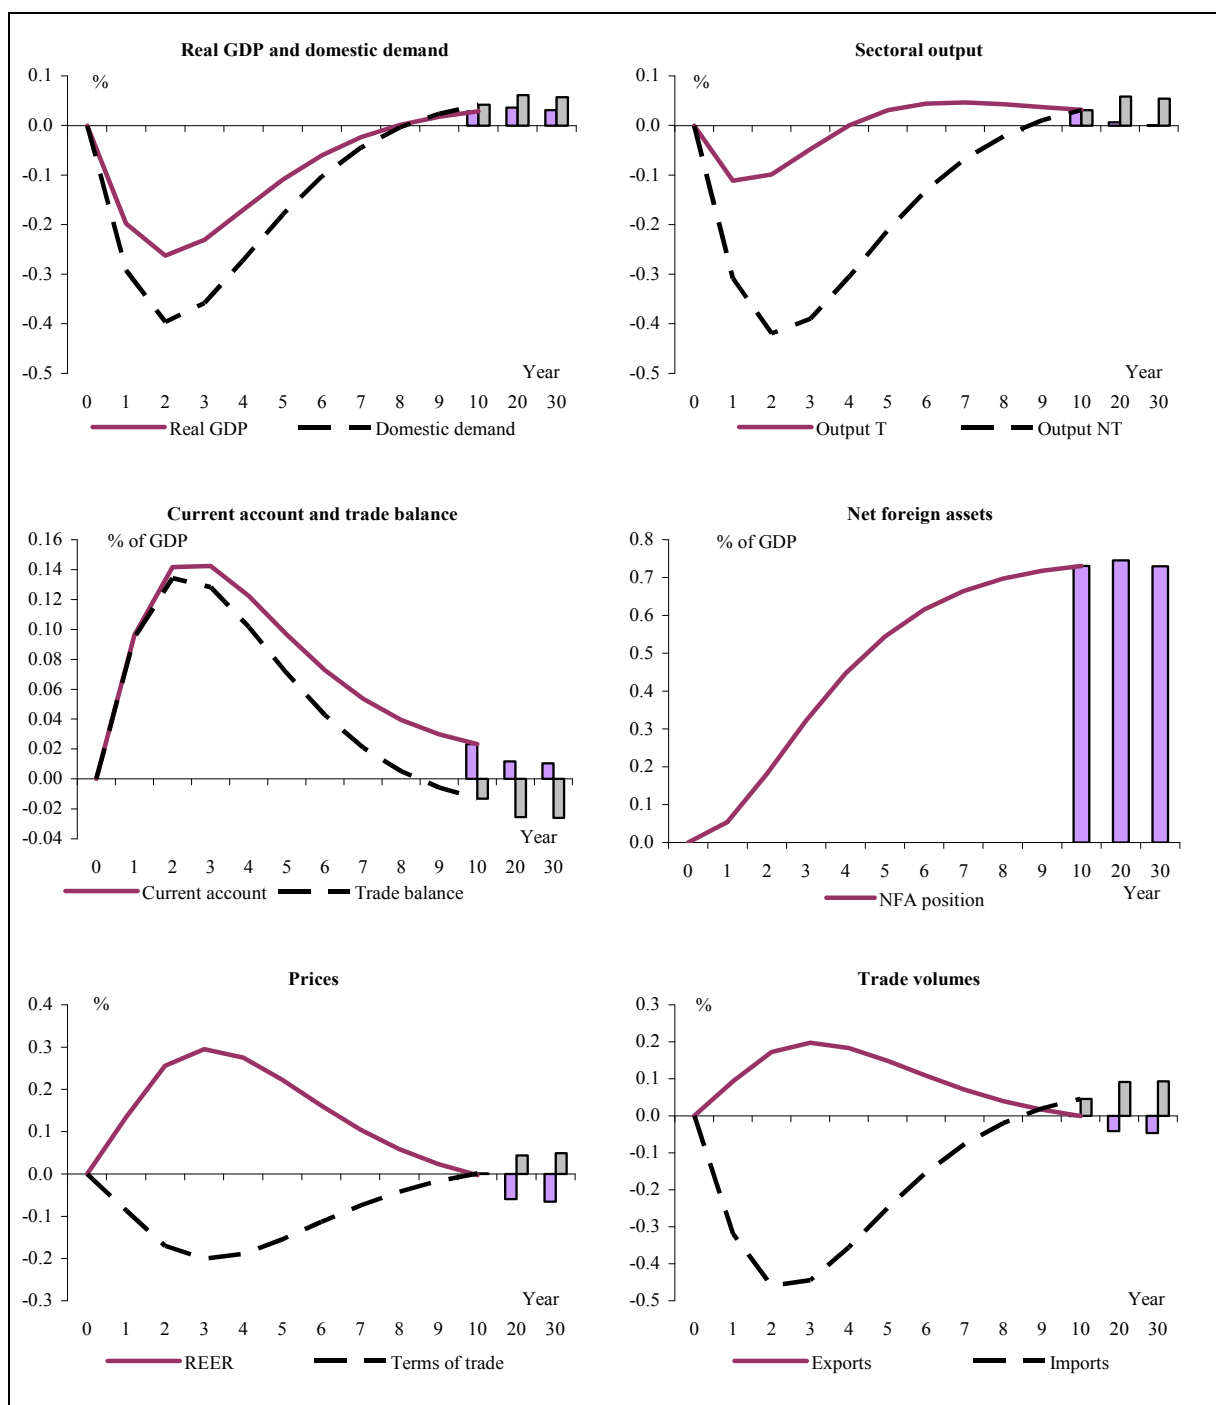 Real GDP and domestic demand
%
0.1
0.0
-0.1
-0.2
-0.3
-0.4
-0.5
Year
0 1 2 3 4 5 6 7 8 9 10 20 30
Real GDP Domestic demand
Sectoral output
%
0.1
0.0
-0.1
-0.2
-0.3
-0.4
-0.5
Year
0 1 2 3 4 5 6 7 8 9 10 20 30
Output T Output NT
Current account and trade balance
% of GDP
0.16
0.14
0.12
0.10
0.08
0.06
0.04
0.02
0.00
-0.02
-0.04
Year
0 1 2 3 4 5 6 7 8 9 10 20 30
Current account Trade balance
Net foreign assets
% of GDP
0.8
0.7
0.6
0.5
0.4
0.3
0.2
0.1
0.0
0 1 2 3 4 5 6 7 8 9 10 20 30
NFA position Year
Prices
%
0.4
0.3
0.2
0.1
0.0
-0.1
-0.2
-0.3
Year
0 1 2 3 4 5 6 7 8 9 10 20 30
REER Terms of trade
Trade volumes
%
0.3
0.2
0.1
0.0
-0.1
-0.2
-0.3
-0.4
-0.5
Year
0 1 2 3 4 5 6 7 8 9 10 20 30
Exports Imports